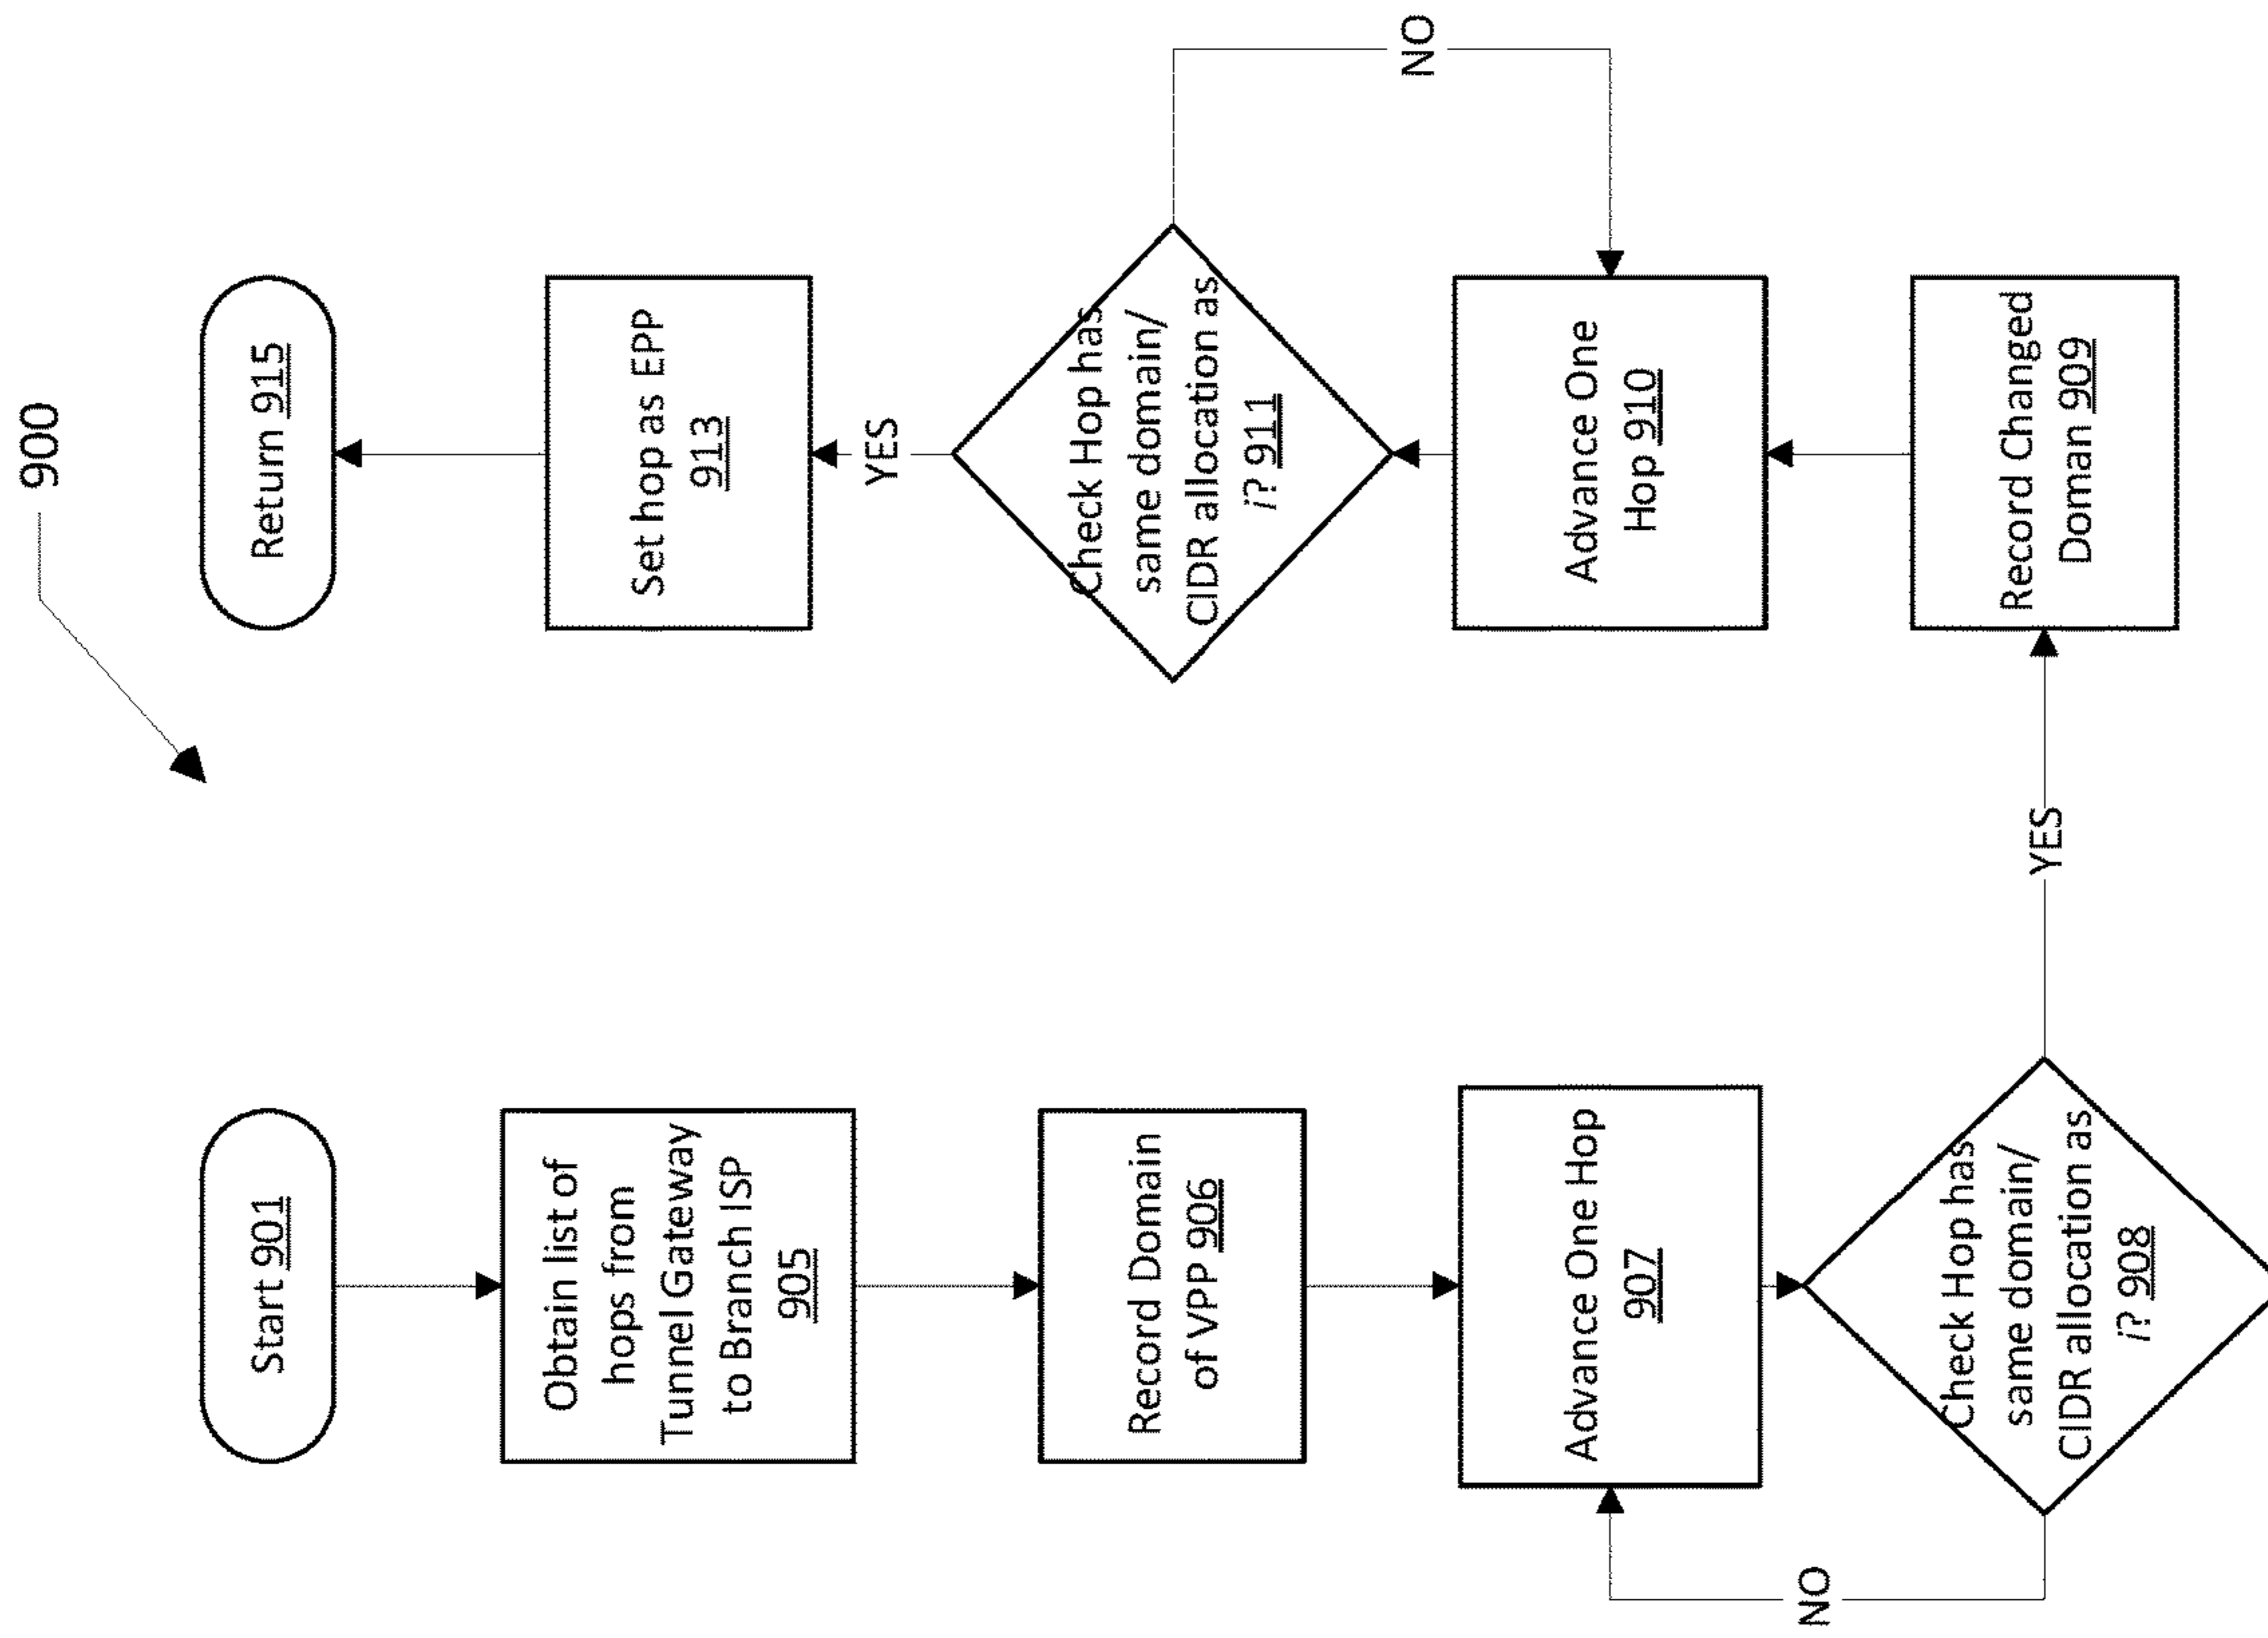 900
Start 901
Obtain list of
hops from
Tunnel Gateway
to Branch ISP
905
Record Domain
of VPP 906
Advance One Hop
907
Check Hop has
same domain/
CIDR allocation as
i? 908
NO
YES
Record Changed
Doman 909
Advance One
Hop 910
Check Hop has
same domain/
CIDR allocation as
i? 911
NO
YES
Set hop as EPP
913
Return 915